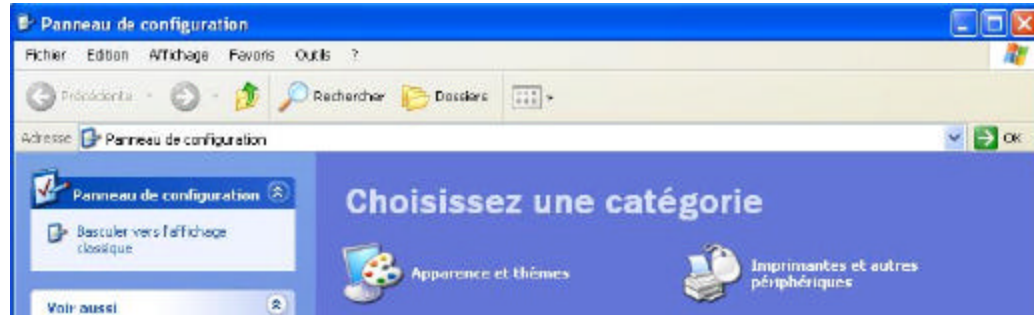 Panneau de configuration
Fichier Edition Affichage Favoris Outils ?
Précédente Rechercher Dossiers
Adresse Panneau de configuration OK
Panneau de configuration
Basculer vers l'affichage
classique
Voir aussi
Choisissez une catégorie
Apparence et thèmes
Imprimantes et autres
périphériques